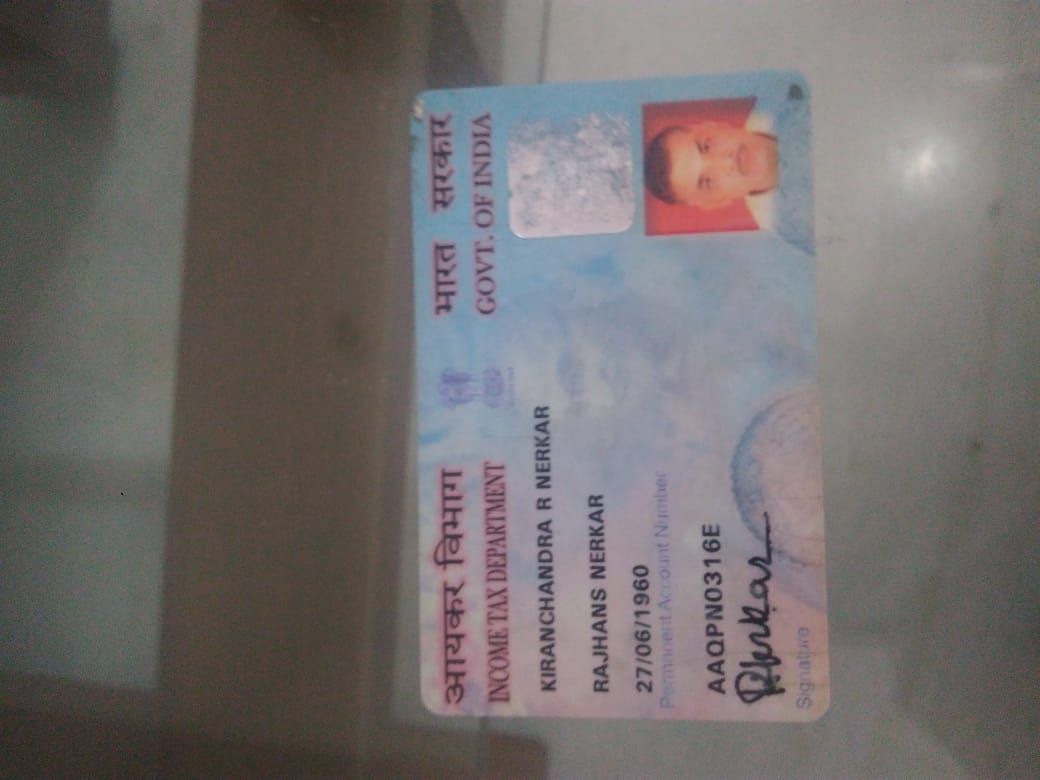 आयकर विभाग
INCOME TAX DEPARTMENT
भारत सरकार
GOVT. OF INDIA
KIRANCHANDRA R NERKAR
RAJHANS NERKAR
27/06/1960
Permanent Account Number
AAQPN0316E
Signature